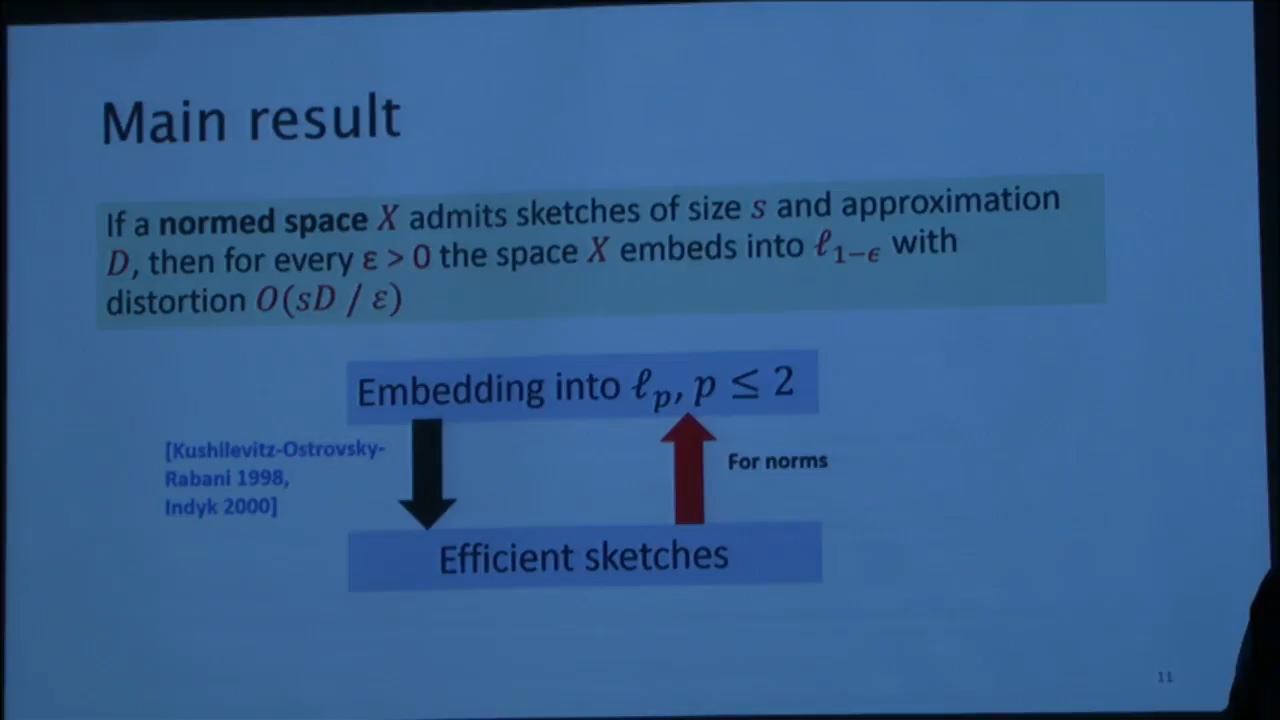 Main result
If a normed space X admits sketches of size s and approximation
D, then for every ε > 0 the space X embeds into ℓ₁₋ϵ with
distortion O(sD / ε)
Embedding into ℓₚ, p ≤ 2
[Kushilevitz-Ostrovsky-
Rabani 1998,
Indyk 2000]
For norms
Efficient sketches
11